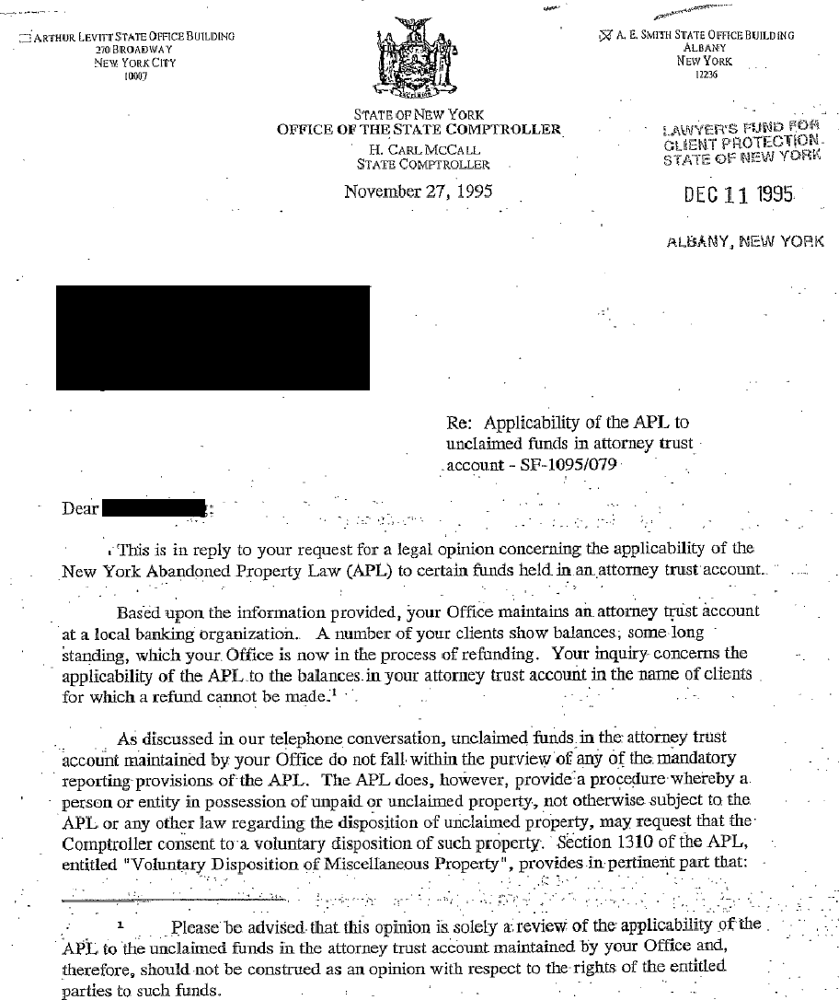 ARTHUR LEVITT STATE OFFICE BUILDING
270 BROADWAY
NEW YORK CITY
10007
A. E. SMITH STATE OFFICE BUILDING
ALBANY
NEW YORK
12236
EXCELSIOR
STATE OF NEW YORK
OFFICE OF THE STATE COMPTROLLER
H. CARL MCCALL
STATE COMPTROLLER
November 27, 1995
LAWYER'S FUND FOR
CLIENT PROTECTION
STATE OF NEW YORK
DEC 11 1995
ALBANY, NEW YORK
Re: Applicability of the APL to
unclaimed funds in attorney trust
account - SF-1095/079
Dear
This is in reply to your request for a legal opinion concerning the applicability of the
New York Abandoned Property Law (APL) to certain funds held in an attorney trust account.
Based upon the information provided, your Office maintains an attorney trust account
at a local banking organization. A number of your clients show balances, some long
standing, which your Office is now in the process of refunding. Your inquiry concerns the
applicability of the APL to the balances in your attorney trust account in the name of clients
for which a refund cannot be made.¹
As discussed in our telephone conversation, unclaimed funds in the attorney trust
account maintained by your Office do not fall within the purview of any of the mandatory
reporting provisions of the APL. The APL does, however, provide a procedure whereby a
person or entity in possession of unpaid or unclaimed property, not otherwise subject to the
APL or any other law regarding the disposition of unclaimed property, may request that the
Comptroller consent to a voluntary disposition of such property. Section 1310 of the APL,
entitled "Voluntary Disposition of Miscellaneous Property", provides in pertinent part that:
¹ Please be advised that this opinion is solely a review of the applicability of the
APL to the unclaimed funds in the attorney trust account maintained by your Office and,
therefore, should not be construed as an opinion with respect to the rights of the entitled
parties to such funds.